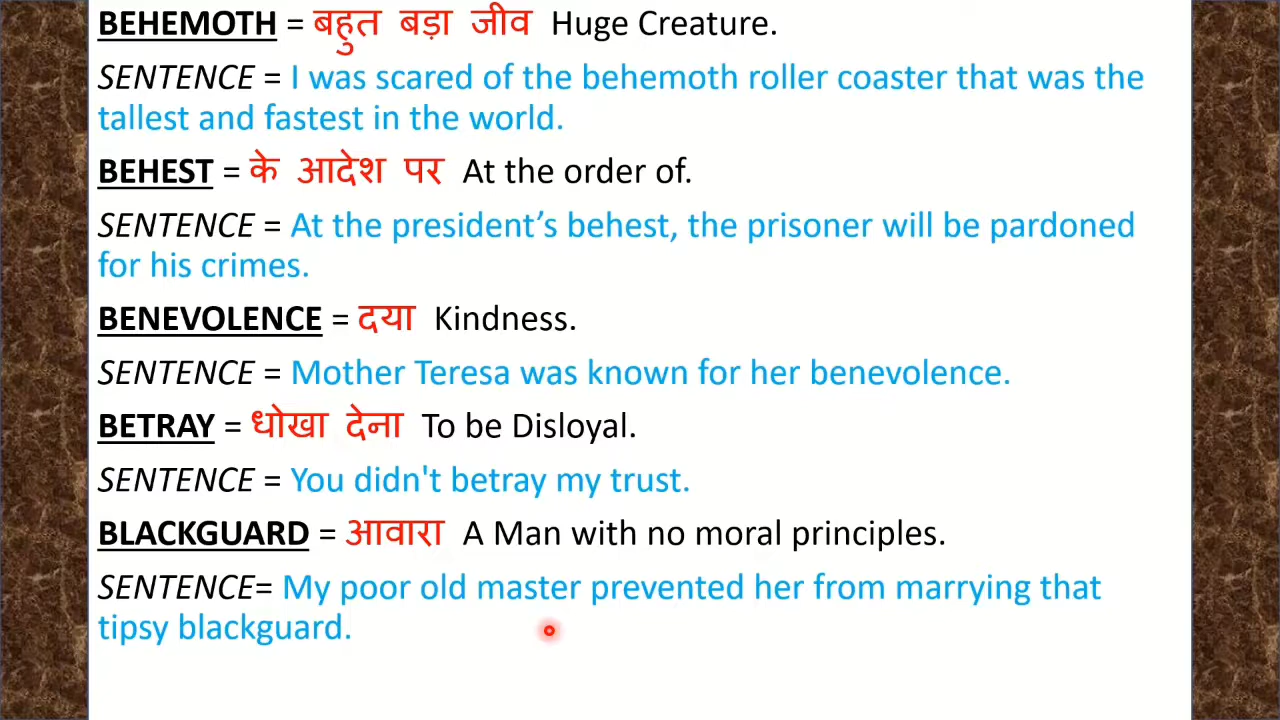 BEHEMOTH = बहुत बड़ा जीव Huge Creature.
SENTENCE = I was scared of the behemoth roller coaster that was the
tallest and fastest in the world.
BEHEST = के आदेश पर At the order of.
SENTENCE = At the president’s behest, the prisoner will be pardoned
for his crimes.
BENEVOLENCE = दया Kindness.
SENTENCE = Mother Teresa was known for her benevolence.
BETRAY = धोखा देना To be Disloyal.
SENTENCE = You didn't betray my trust.
BLACKGUARD = आवारा A Man with no moral principles.
SENTENCE= My poor old master prevented her from marrying that
tipsy blackguard.